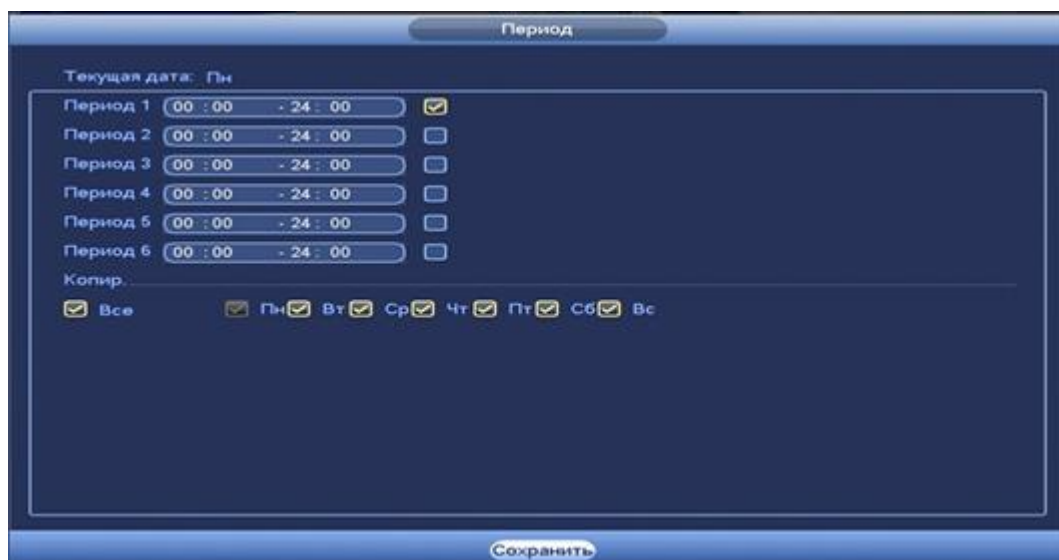 Период
Текущая дата: Пн
Период 1 00 : 00 - 24 : 00
Период 2 00 : 00 - 24 : 00
Период 3 00 : 00 - 24 : 00
Период 4 00 : 00 - 24 : 00
Период 5 00 : 00 - 24 : 00
Период 6 00 : 00 - 24 : 00
Копир.
Все Пн Вт Ср Чт Пт Сб Вс
Сохранить